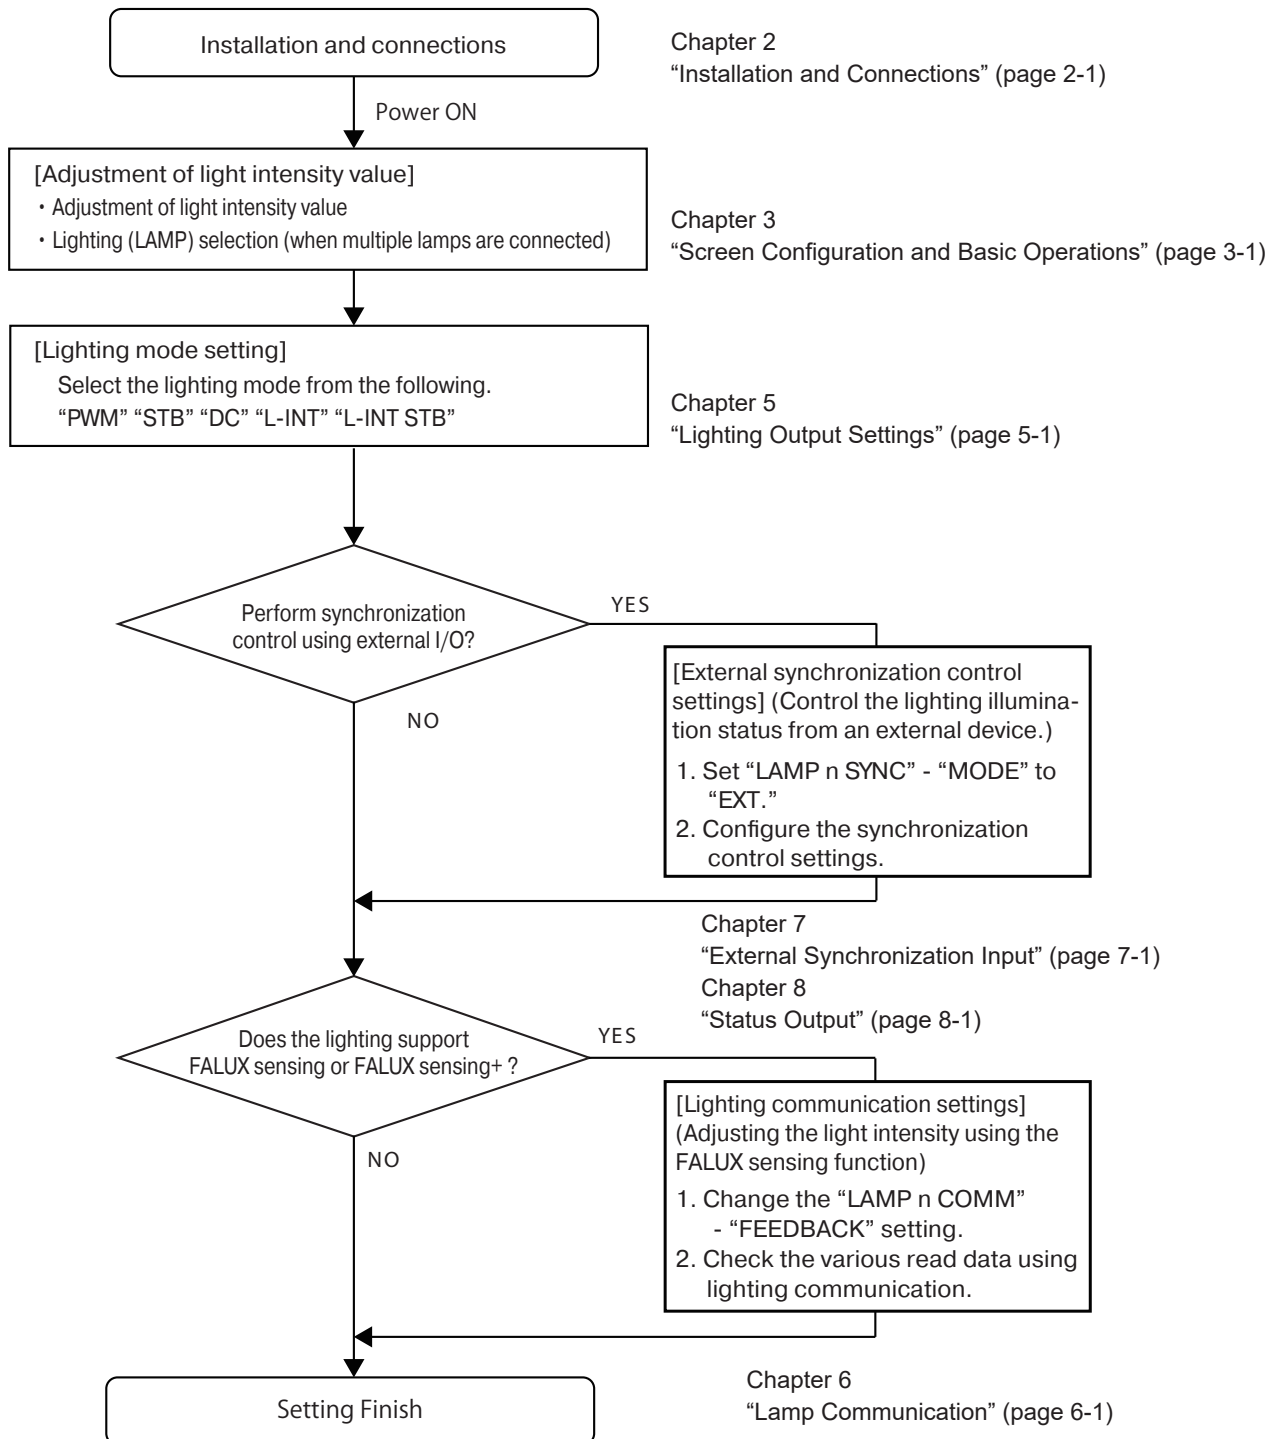 Installation and connections
Chapter 2
“Installation and Connections” (page 2-1)
Power ON
[Adjustment of light intensity value]
・Adjustment of light intensity value
・Lighting (LAMP) selection (when multiple lamps are connected)
Chapter 3
“Screen Configuration and Basic Operations” (page 3-1)
[Lighting mode setting]
Select the lighting mode from the following.
“PWM” “STB” “DC” “L-INT” “L-INT STB”
Chapter 5
“Lighting Output Settings” (page 5-1)
Perform synchronization
control using external I/O?
YES
NO
[External synchronization control
settings] (Control the lighting illumina-
tion status from an external device.)
1. Set “LAMP n SYNC” - “MODE” to
“EXT.”
2. Configure the synchronization
control settings.
Chapter 7
“External Synchronization Input” (page 7-1)
Chapter 8
“Status Output” (page 8-1)
Does the lighting support
FALUX sensing or FALUX sensing+ ?
YES
NO
[Lighting communication settings]
(Adjusting the light intensity using the
FALUX sensing function)
1. Change the “LAMP n COMM”
- “FEEDBACK” setting.
2. Check the various read data using
lighting communication.
Chapter 6
“Lamp Communication” (page 6-1)
Setting Finish